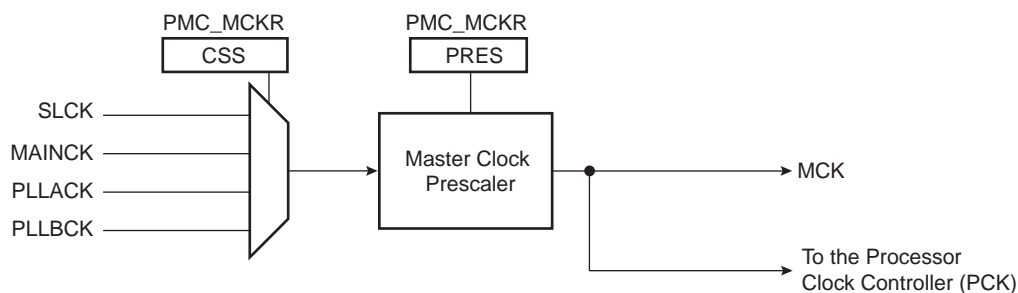 PMC_MCKR
CSS
PMC_MCKR
PRES
SLCK
MAINCK
PLLACK
PLLBCK
Master Clock
Prescaler
MCK
To the Processor
Clock Controller (PCK)